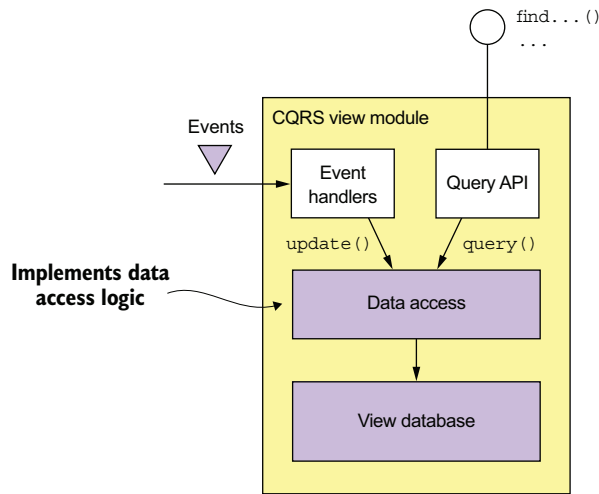 find...()
...
CQRS view module
Events
Event
handlers
Query API
update()
query()
Implements data
access logic
Data access
View database